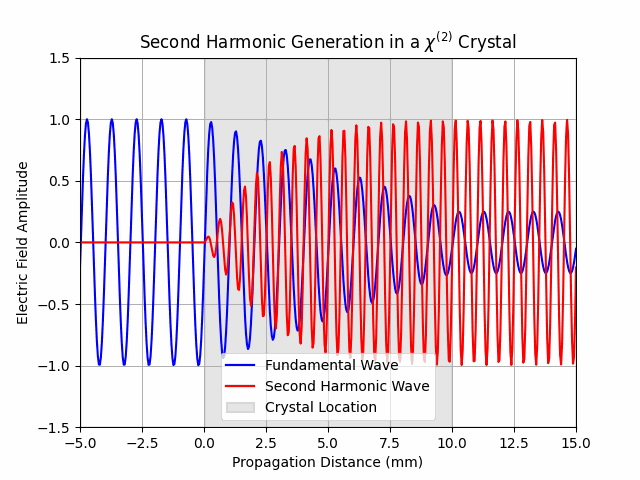 Second Harmonic Generation in a χ(2) Crystal
Electric Field Amplitude
1.5
1.0
0.5
0.0
−0.5
−1.0
−1.5
Fundamental Wave
Second Harmonic Wave
Crystal Location
−5.0 −2.5 0.0 2.5 5.0 7.5 10.0 12.5 15.0
Propagation Distance (mm)